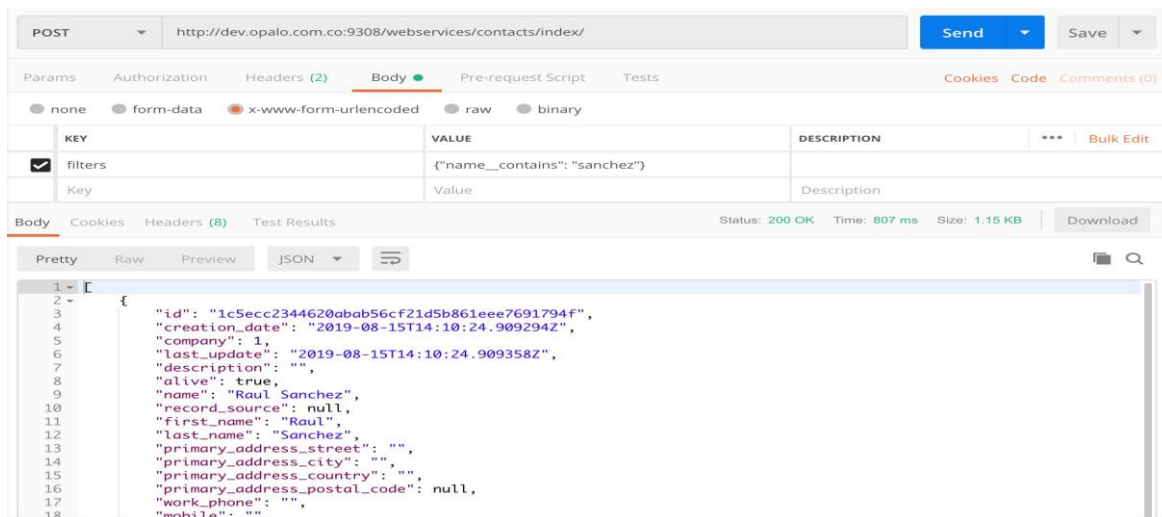 POST http://dev.opalo.com.co:9308/webservices/contacts/index/ Send Save
Params Authorization Headers (2) Body Pre-request Script Tests Cookies Code Comments (0)
none form-data x-www-form-urlencoded raw binary
KEY VALUE DESCRIPTION ••• Bulk Edit
filters {"name__contains": "sanchez"}
Key Value Description
Body Cookies Headers (8) Test Results Status: 200 OK Time: 807 ms Size: 1.15 KB Download
Pretty Raw Preview JSON
1 [
2 {
3 "id": "1c5ecc2344620abab56cf21d5b861eee7691794f",
4 "creation_date": "2019-08-15T14:10:24.909294Z",
5 "company": 1,
6 "last_update": "2019-08-15T14:10:24.909358Z",
7 "description": "",
8 "alive": true,
9 "name": "Raul Sanchez",
10 "record_source": null,
11 "first_name": "Raul",
12 "last_name": "Sanchez",
13 "primary_address_street": "",
14 "primary_address_city": "",
15 "primary_address_country": "",
16 "primary_address_postal_code": null,
17 "work_phone": "",
18 "mobile": ""